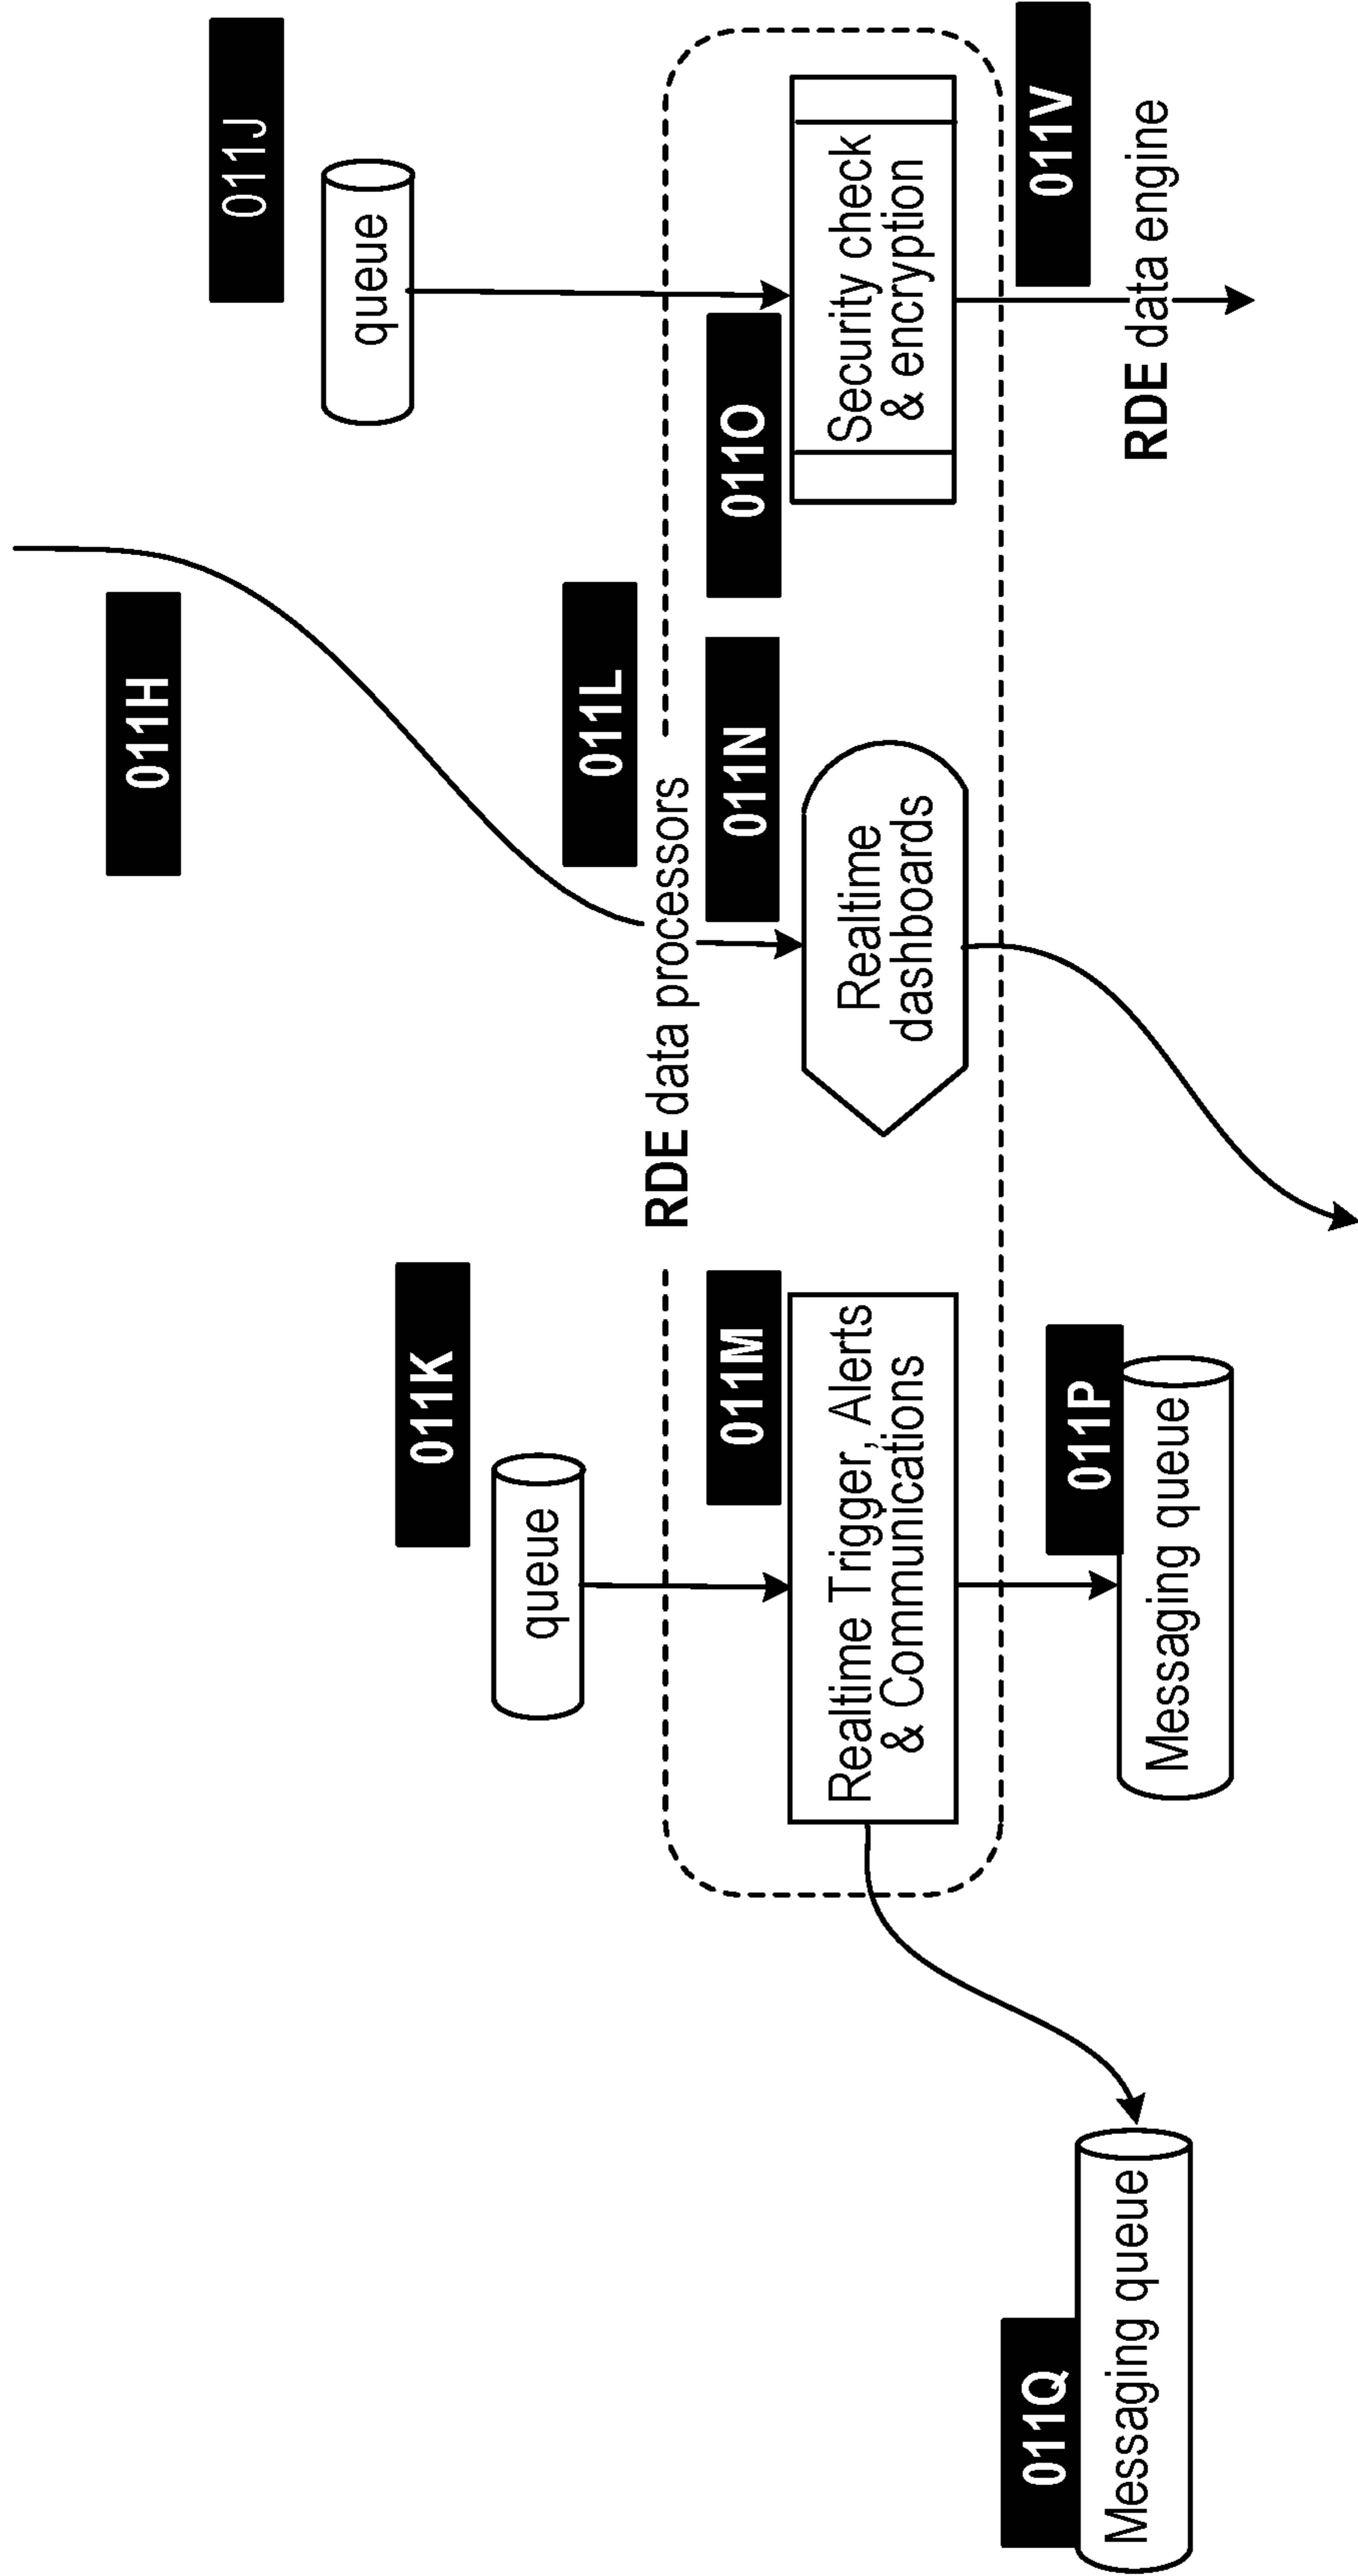 011H
011J
queue
011K
queue
011L
RDE data processors
011M
011N
011O
Realtime Trigger, Alerts
& Communications
Realtime
dashboards
Security check
& encryption
011Q
Messaging queue
011P
Messaging queue
011V
RDE data engine